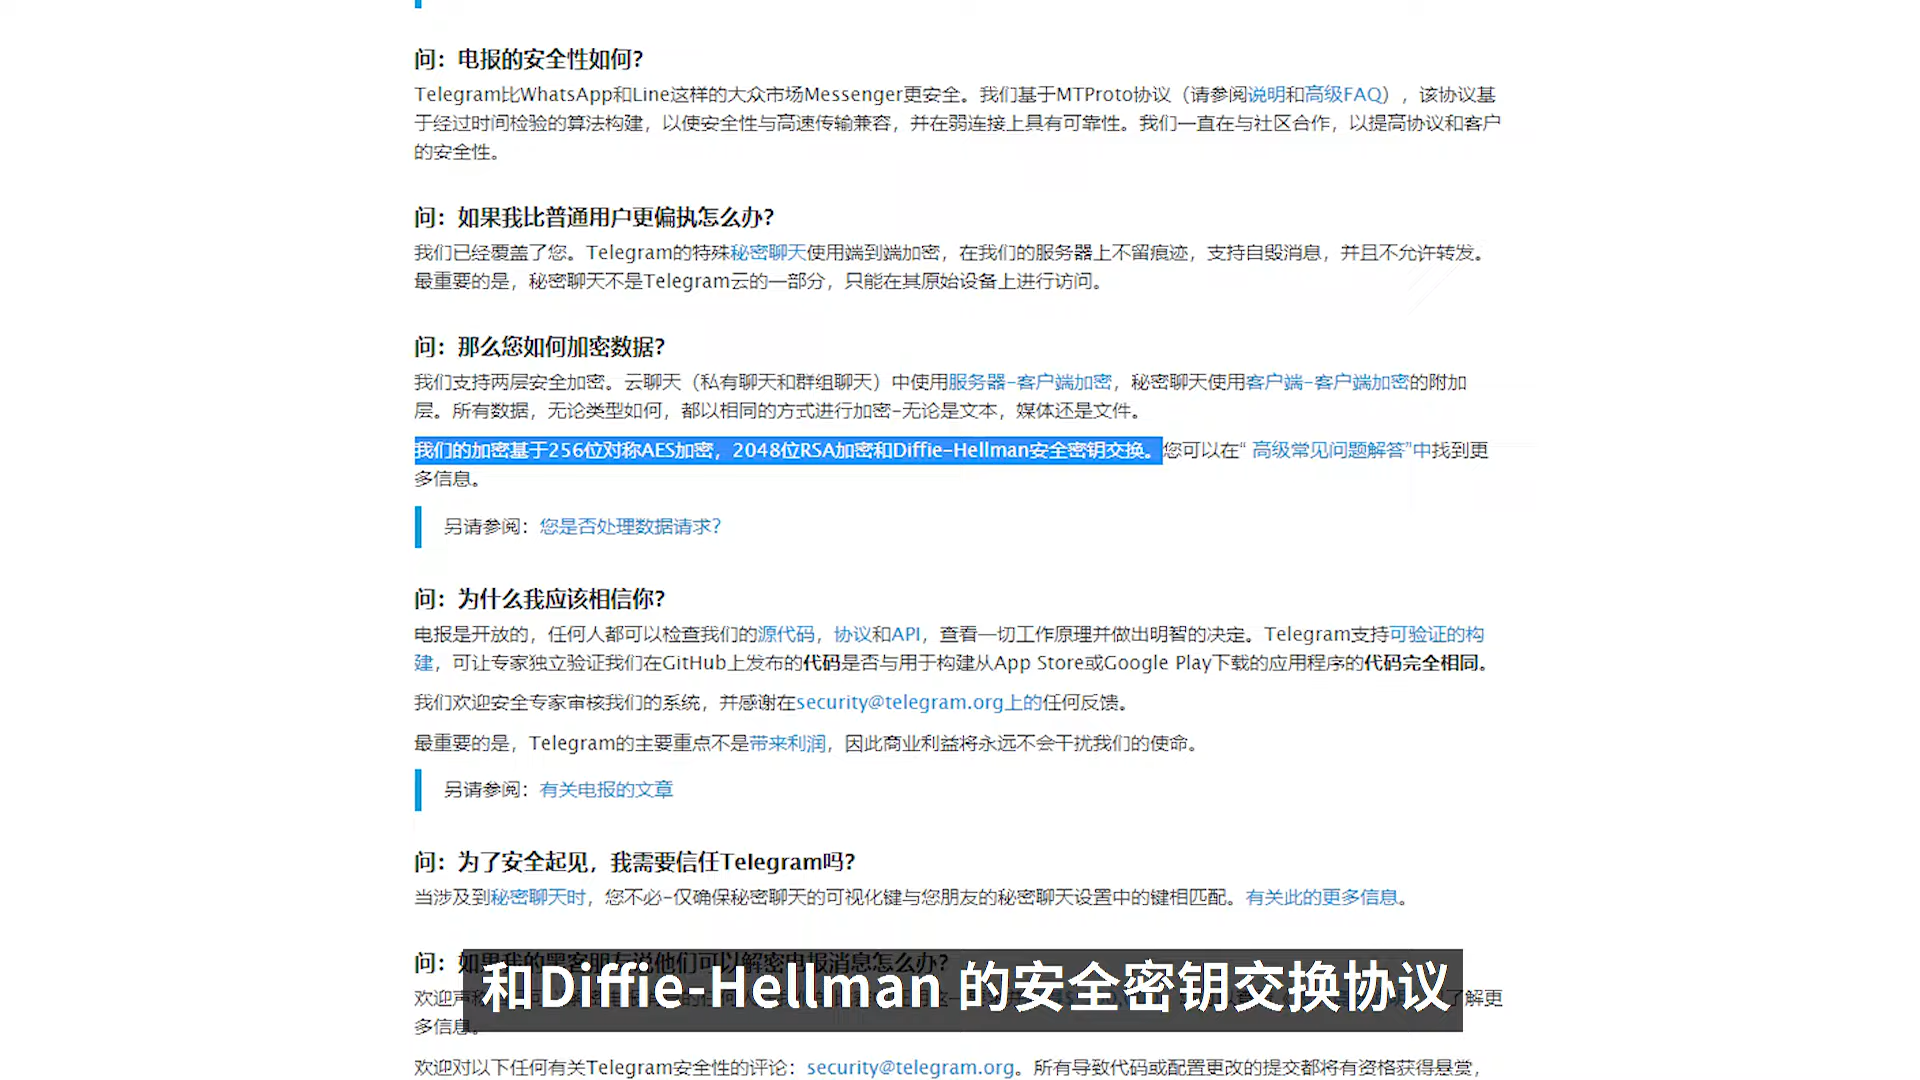 问：电报的安全性如何？
Telegram比WhatsApp和Line这样的大众市场Messenger更安全。我们基于MTProto协议（请参阅说明和高级FAQ），该协议基
于经过时间检验的算法构建，以使安全性与高速传输兼容，并在弱连接上具有可靠性。我们一直在与社区合作，以提高协议和客户
的安全性。
问：如果我比普通用户更偏执怎么办？
我们已经覆盖了您。Telegram的特殊秘密聊天使用端到端加密，在我们的服务器上不留痕迹，支持自毁消息，并且不允许转发。
最重要的是，秘密聊天不是Telegram云的一部分，只能在其原始设备上进行访问。
问：那么您如何加密数据？
我们支持两层安全加密。云聊天（私有聊天和群组聊天）中使用服务器-客户端加密，秘密聊天使用客户端-客户端加密的附加
层。所有数据，无论类型如何，都以相同的方式进行加密-无论是文本，媒体还是文件。
我们的加密基于256位对称AES加密，2048位RSA加密和Diffie-Hellman安全密钥交换。您可以在“ 高级常见问题解答”中找到更
多信息。
另请参阅：您是否处理数据请求？
问：为什么我应该相信你？
电报是开放的，任何人都可以检查我们的源代码，协议和API，查看一切工作原理并做出明智的决定。Telegram支持可验证的构
建，可让专家独立验证我们在GitHub上发布的代码是否与用于构建从App Store或Google Play下载的应用程序的代码完全相同。
我们欢迎安全专家审核我们的系统，并感谢在security@telegram.org上的任何反馈。
最重要的是，Telegram的主要重点不是带来利润，因此商业利益将永远不会干扰我们的使命。
另请参阅：有关电报的文章
问：为了安全起见，我需要信任Telegram吗？
当涉及到秘密聊天时，您不必-仅确保秘密聊天的可视化键与您朋友的秘密聊天设置中的键相匹配。有关此的更多信息。
问：如果我的黑客朋友说他们可以解密电报消息怎么办？
和Diffie-Hellman 的安全密钥交换协议
欢迎声称 了解更
多信息。
欢迎对以下任何有关Telegram安全性的评论：security@telegram.org。所有导致代码或配置更改的提交都将有资格获得悬赏，